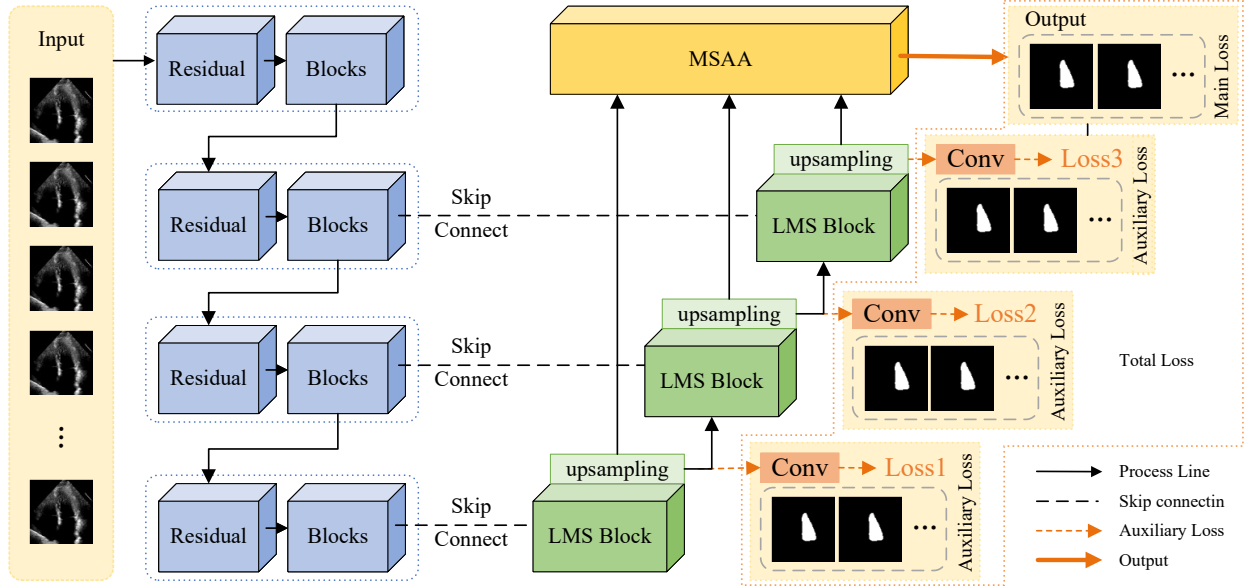 Input
Residual
Blocks
MSAA
Output
Main Loss
upsampling
Conv
Loss3
Auxiliary Loss
Residual
Blocks
Skip
Connect
LMS Block
upsampling
Conv
Loss2
Auxiliary Loss
Residual
Blocks
Skip
Connect
LMS Block
Total Loss
upsampling
Conv
Loss1
Auxiliary Loss
Residual
Blocks
Skip
Connect
LMS Block
Process Line
Skip connectin
Auxiliary Loss
Output